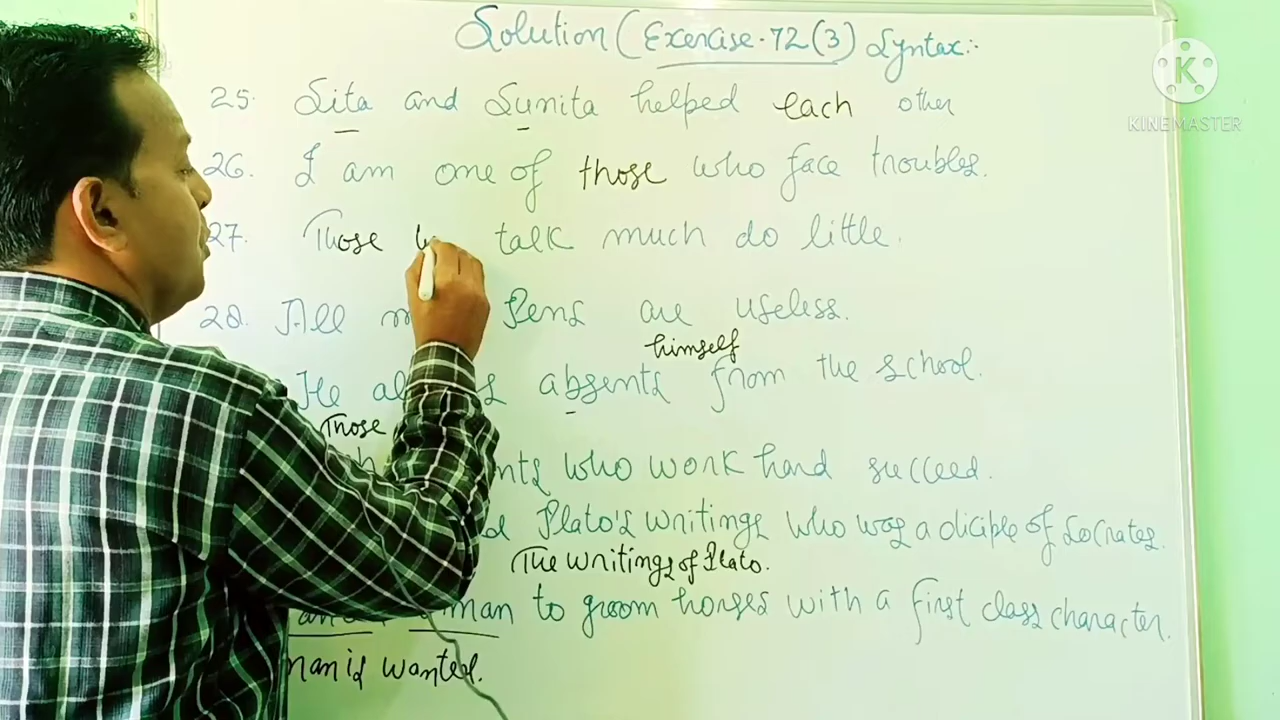 Solution (Exercise-72(3) Syntax:-
25. Sita and Sunita helped each other
26. I am one of those who face troubles.
27. Those talk much do little.
28. All Pens are useless.
himself
He absents from the school.
Those
who work hard succeed.
Plato's writings who was a diciple of Socrates.
The writings of Plato.
man to groom horses with a first class character.
man is wanted.
K
KINEMASTER